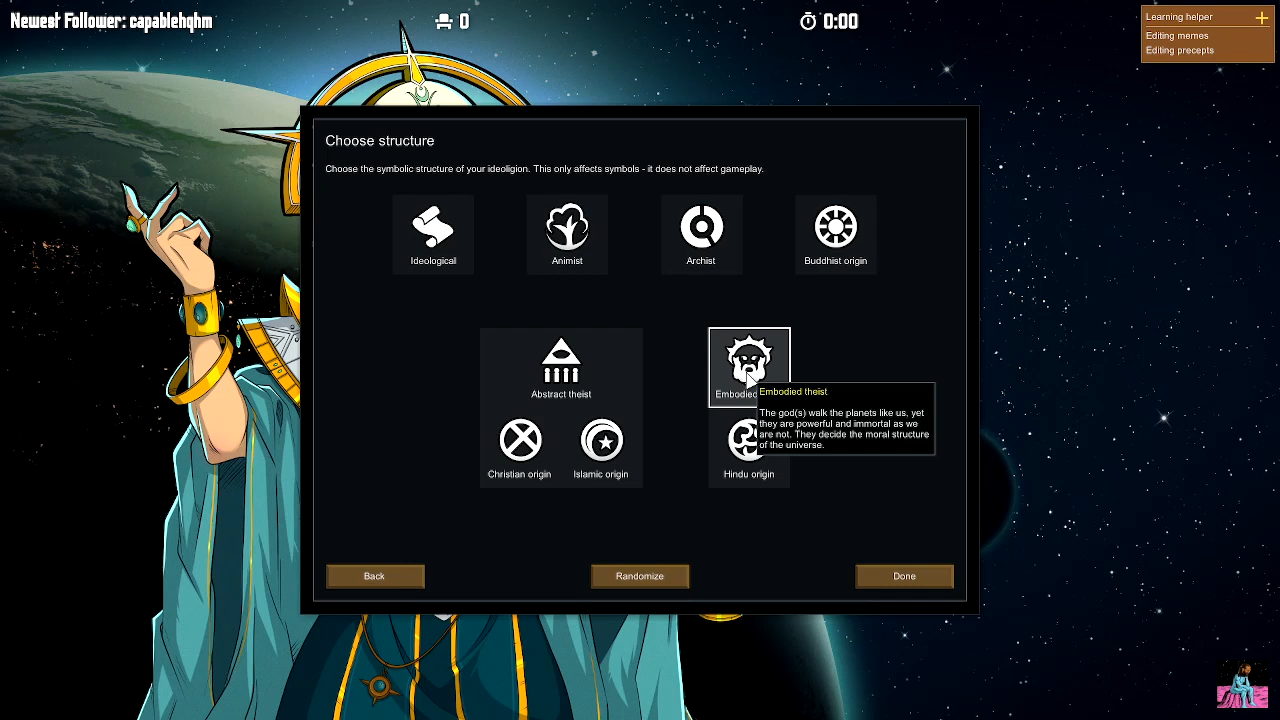 Newest Follower: capablehqhm
0
0:00
Learning helper
Editing memes
Editing precepts
Choose structure
Choose the symbolic structure of your ideoligion. This only affects symbols - it does not affect gameplay.
Ideological
Animist
Archist
Buddhist origin
Abstract theist
Embodied
Embodied theist
The god(s) walk the planets like us, yet
they are powerful and immortal as we
are not. They decide the moral structure
of the universe.
Christian origin
Islamic origin
Hindu origin
Back
Randomize
Done